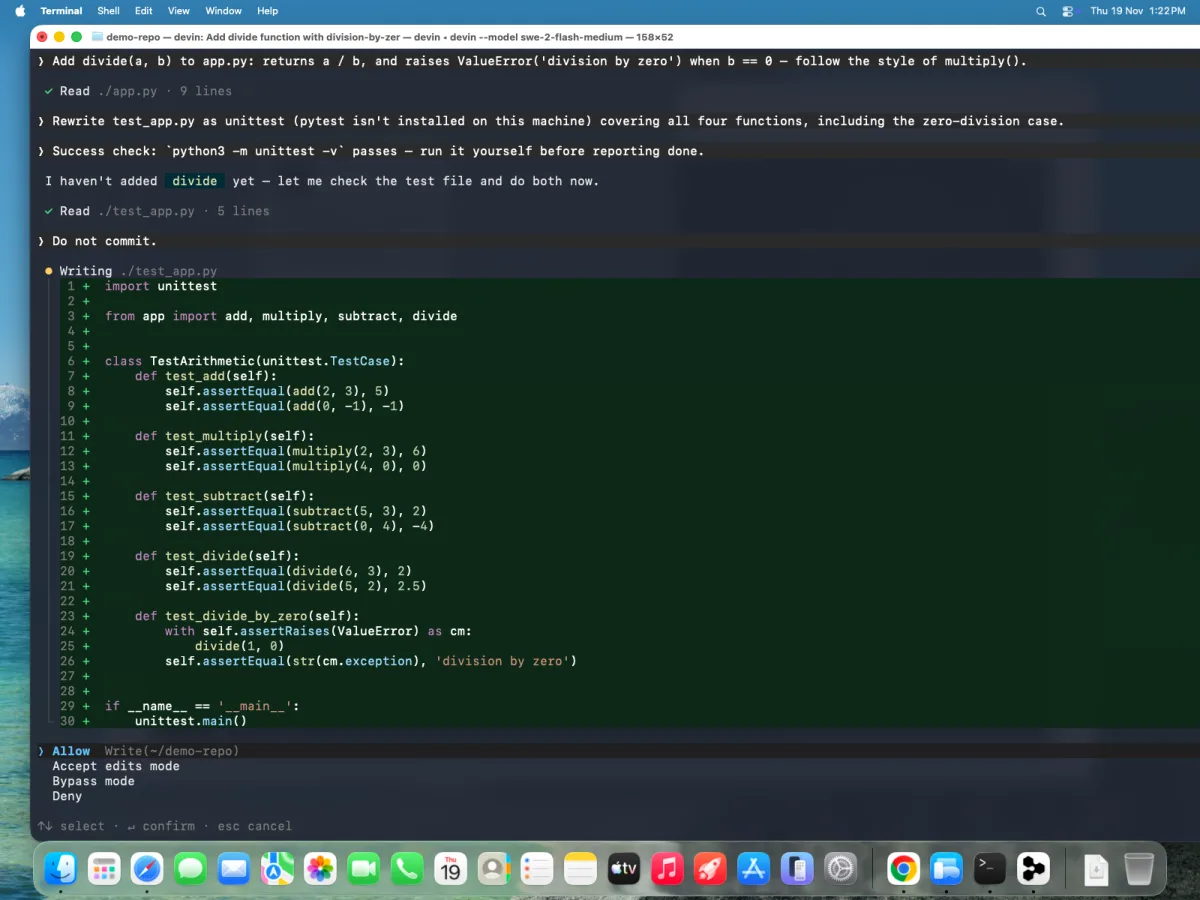 Terminal Shell Edit View Window Help Thu 19 Nov 1:22 PM
demo-repo — devin: Add divide function with division-by-zer — devin • devin --model swe-2-flash-medium — 158×52
❯ Add divide(a, b) to app.py: returns a / b, and raises ValueError('division by zero') when b == 0 — follow the style of multiply().
✓ Read ./app.py · 9 lines
❯ Rewrite test_app.py as unittest (pytest isn't installed on this machine) covering all four functions, including the zero-division case.
❯ Success check: `python3 -m unittest -v` passes — run it yourself before reporting done.
I haven't added divide yet — let me check the test file and do both now.
✓ Read ./test_app.py · 5 lines
❯ Do not commit.
● Writing ./test_app.py
1 + import unittest
2 +
3 + from app import add, multiply, subtract, divide
4 +
5 +
6 + class TestArithmetic(unittest.TestCase):
7 +     def test_add(self):
8 +         self.assertEqual(add(2, 3), 5)
9 +         self.assertEqual(add(0, -1), -1)
10 +
11 +     def test_multiply(self):
12 +         self.assertEqual(multiply(2, 3), 6)
13 +         self.assertEqual(multiply(4, 0), 0)
14 +
15 +     def test_subtract(self):
16 +         self.assertEqual(subtract(5, 3), 2)
17 +         self.assertEqual(subtract(0, 4), -4)
18 +
19 +     def test_divide(self):
20 +         self.assertEqual(divide(6, 3), 2)
21 +         self.assertEqual(divide(5, 2), 2.5)
22 +
23 +     def test_divide_by_zero(self):
24 +         with self.assertRaises(ValueError) as cm:
25 +             divide(1, 0)
26 +         self.assertEqual(str(cm.exception), 'division by zero')
27 +
28 +
29 + if __name__ == '__main__':
30 +     unittest.main()
❯ Allow Write(~/demo-repo)
Accept edits mode
Bypass mode
Deny
↑↓ select · ↵ confirm · esc cancel
Thu
19
tv
>_